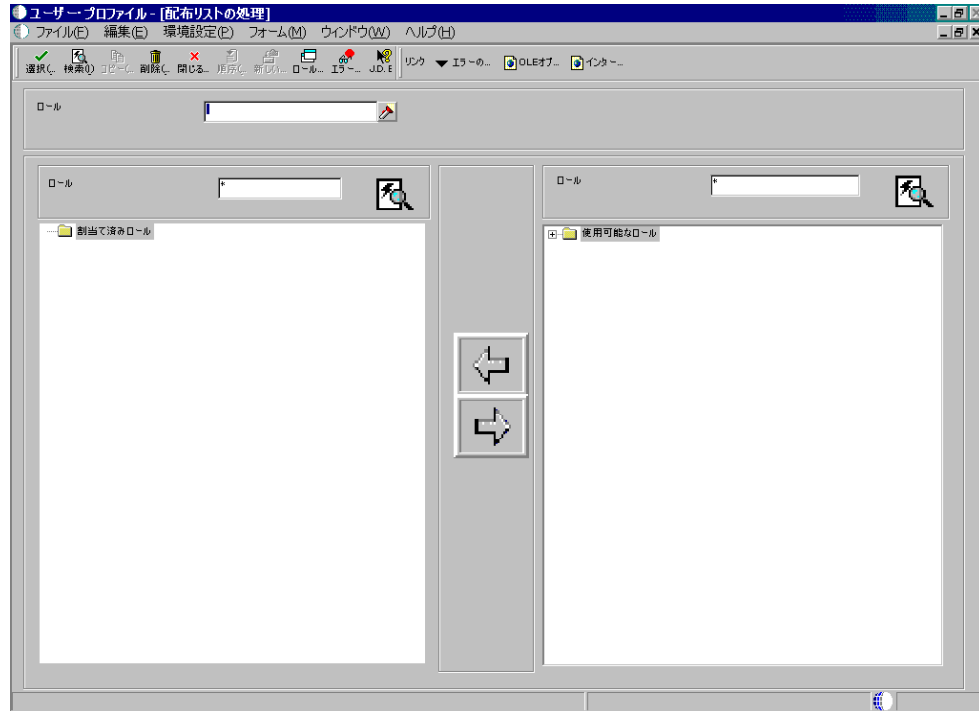 ユーザー・プロファイル - [配布リストの処理]
ファイル(F) 編集(E) 環境設定(P) フォーム(M) ウィンドウ(W) ヘルプ(H)
選択(... 検索(I) コピー(... 削除(... 閉じる... 順序(... 新しい... ロール... エラー... J.D. E リンク エラーの... OLEオブ... インター...
ロール
ロール * ロール *
割当て済みロール 使用可能なロール